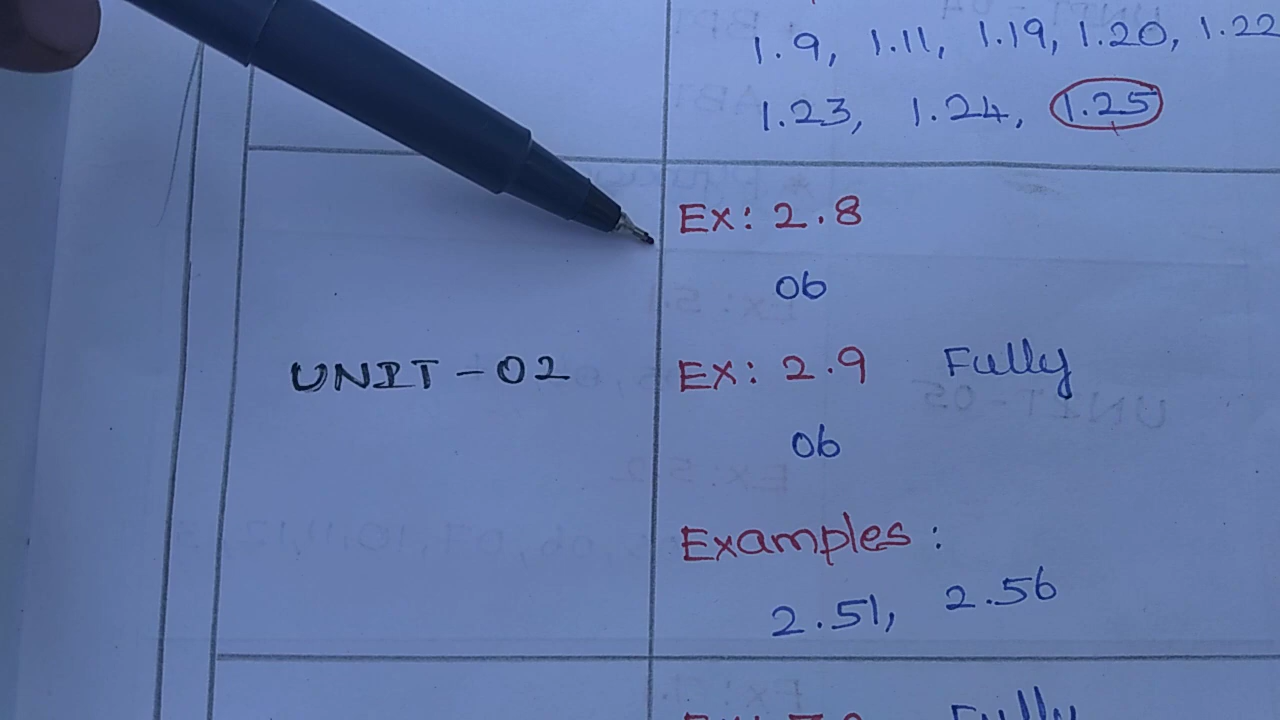 1.9, 1.11, 1.19, 1.20, 1.22
1.23, 1.24, 1.25
Ex: 2.8
06
UNIT-02
Ex: 2.9 Fully
06
Examples:
2.51, 2.56
Fully